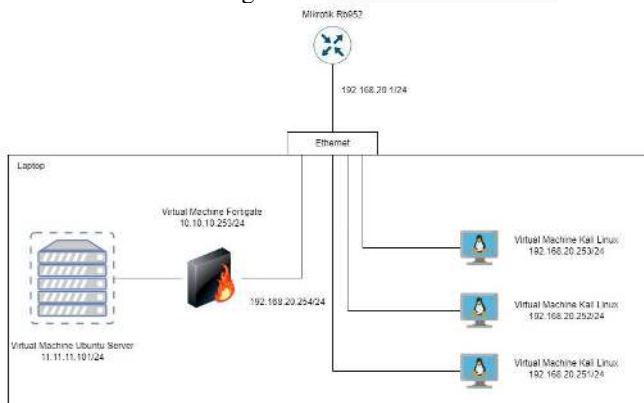 Mikrotik Rb952
192.168.20.1/24
Ethernet
Laptop
Virtual Machine Fortigate
10.10.10.253/24
192.168.20.254/24
Virtual Machine Ubuntu Server
11.11.11.101/24
Virtual Machine Kali Linux
192.168.20.253/24
Virtual Machine Kali Linux
192.168.20.252/24
Virtual Machine Kali Linux
192.168.20.251/24